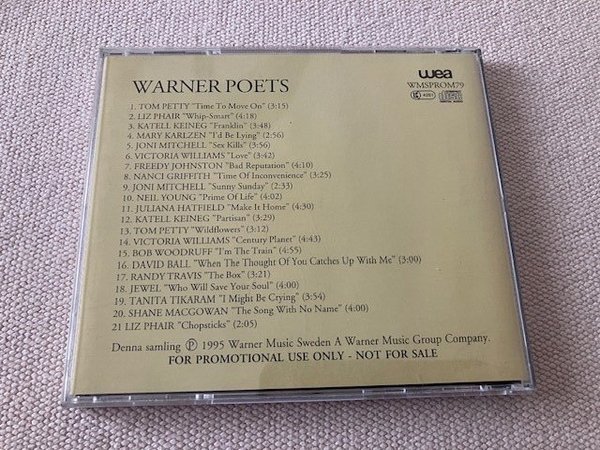 WARNER POETS
wea
WMSPROM79
1. TOM PETTY "Time To Move On" (3:15)
2. LIZ PHAIR "Whip-Smart" (4:18)
3. KATELL KEINEG "Franklin" (3:48)
4. MARY KARLZEN "I'd Be Lying" (2:56)
5. JONI MITCHELL "Sex Kills" (3:56)
6. VICTORIA WILLIAMS "Love" (3:42)
7. FREEDY JOHNSTON "Bad Reputation" (4:10)
8. NANCI GRIFFITH "Time Of Inconvenience" (3:25)
9. JONI MITCHELL "Sunny Sunday" (2:33)
10. NEIL YOUNG "Prime Of Life" (4:02)
11. JULIANA HATFIELD "Make It Home" (4:30)
12. KATELL KEINEG "Partisan" (3:29)
13. TOM PETTY "Wildflowers" (3:12)
14. VICTORIA WILLIAMS "Century Planet" (4:43)
15. BOB WOODRUFF "I'm The Train" (4:55)
16. DAVID BALL "When The Thought Of You Catches Up With Me" (3:00)
17. RANDY TRAVIS "The Box" (3:21)
18. JEWEL "Who Will Save Your Soul" (4:00)
19. TANITA TIKARAM "I Might Be Crying" (3:54)
20. SHANE MACGOWAN "The Song With No Name" (4:00)
21 LIZ PHAIR "Chopsticks" (2:05)
Denna samling ℗ 1995 Warner Music Sweden A Warner Music Group Company.
FOR PROMOTIONAL USE ONLY - NOT FOR SALE